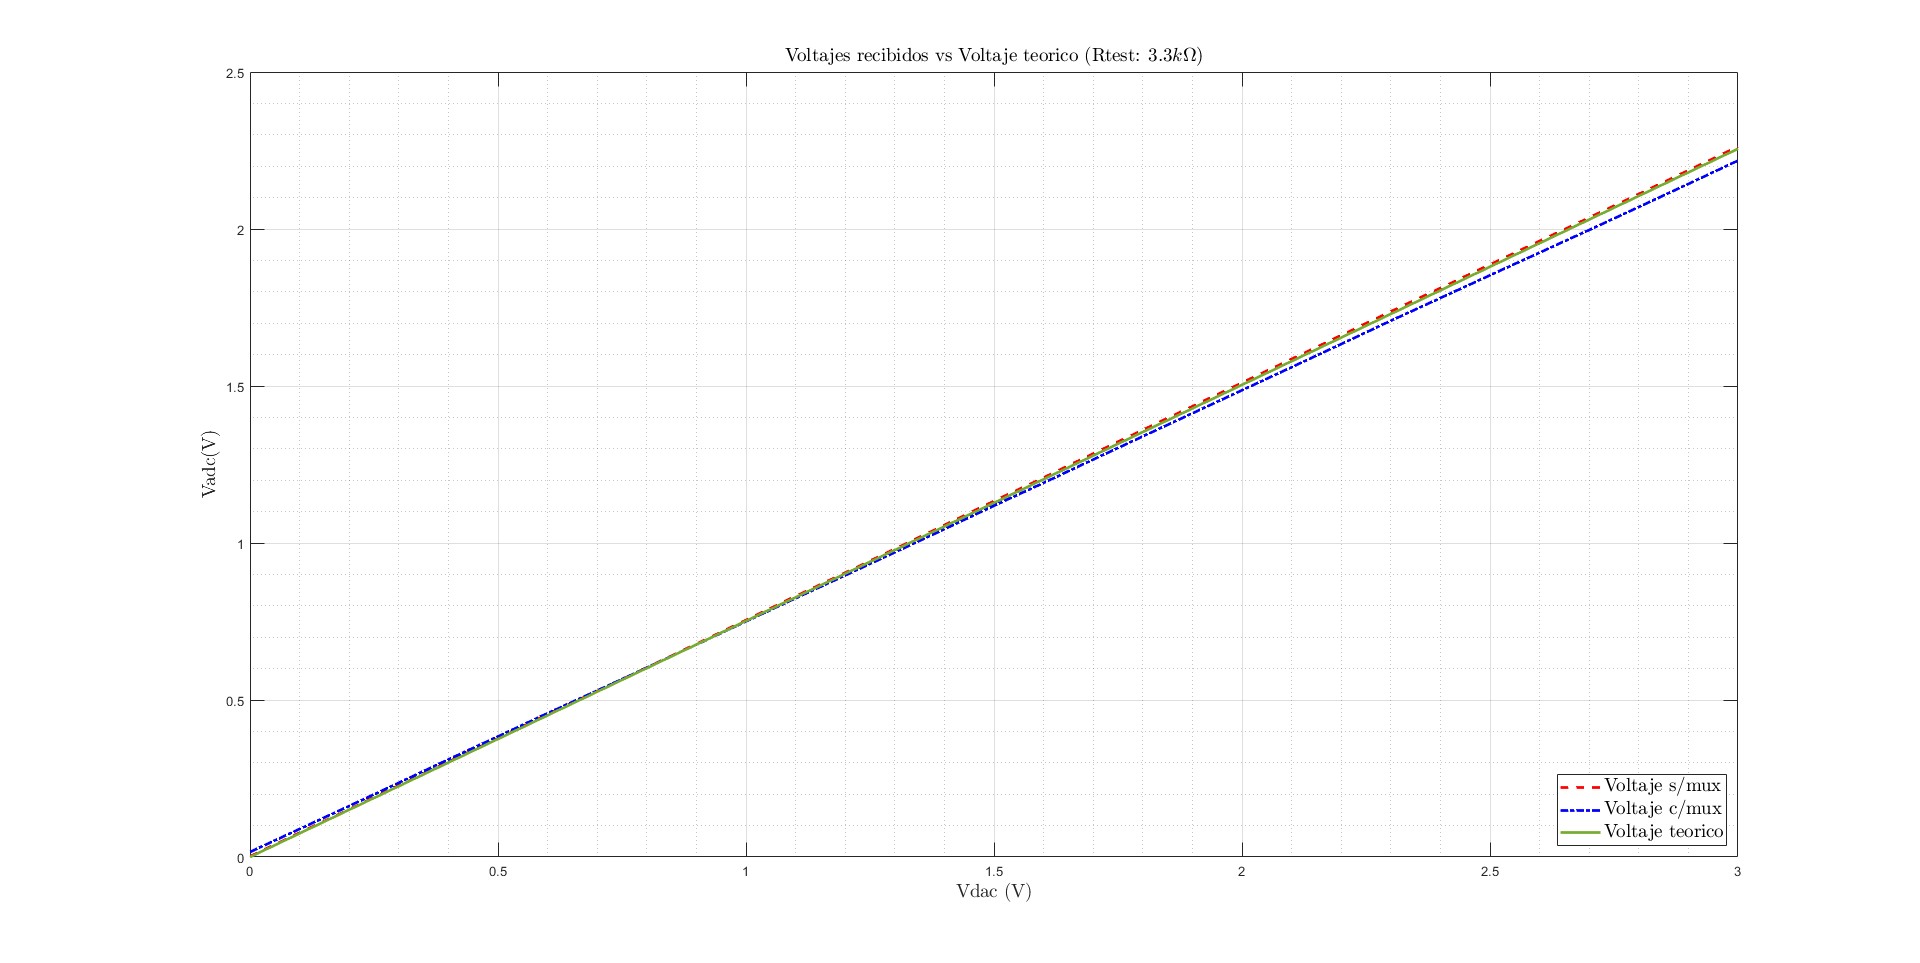 Voltajes recibidos vs Voltaje teorico (Rtest: 3.3kΩ)
2.5
2
1.5
1
0.5
0
Vadc(V)
0
0.5
1
1.5
2
2.5
3
Vdac (V)
Voltaje s/mux
Voltaje c/mux
Voltaje teorico